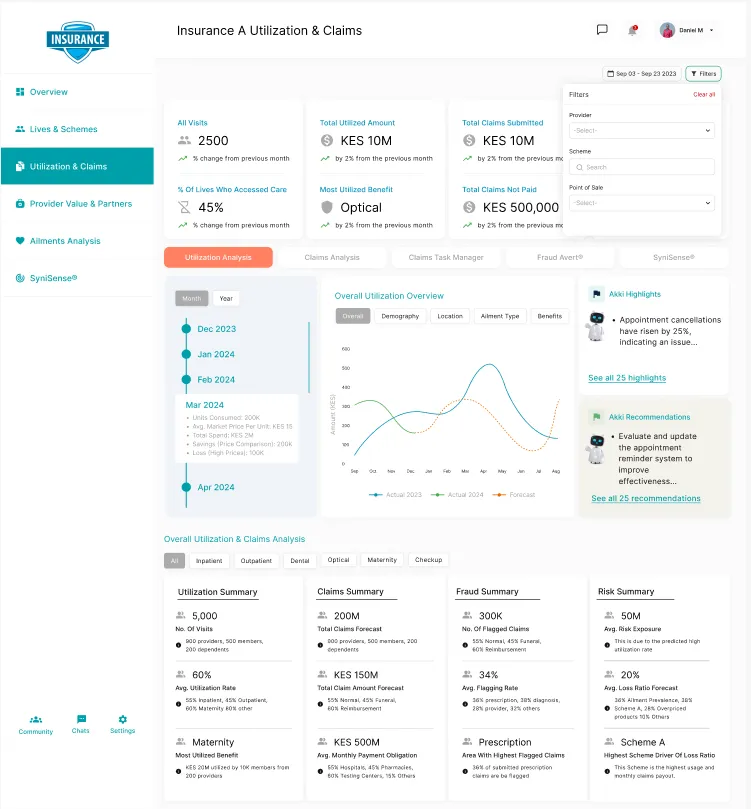 INSURANCE
Insurance A Utilization & Claims
Daniel M
Overview
Lives & Schemes
Utilization & Claims
Provider Value & Partners
Ailments Analysis
SyniSense®
Community
Chats
Settings
Sep 03 - Sep 23 2023
Filters
Filters
Clear all
Provider
-Select-
Scheme
Search
Point of Sale
-Select-
All Visits
2500
% change from previous month
Total Utilized Amount
KES 10M
by 2% from the previous month
Total Claims Submitted
KES 10M
by 2% from the previous month
% Of Lives Who Accessed Care
45%
% change from previous month
Most Utilized Benefit
Optical
by 2% from the previous month
Total Claims Not Paid
KES 500,000
by 2% from the previous month
Utilization Analysis
Claims Analysis
Claims Task Manager
Fraud Avert®
SyniSense®
Month
Year
Dec 2023
Jan 2024
Feb 2024
Mar 2024
Units Consumed: 200K
Avg. Market Price Per Unit: KES 15
Total Spend: KES 2M
Savings (Price Comparison): 206K
Loss (High Prices): 100K
Apr 2024
Overall Utilization Overview
Overall
Demography
Location
Ailment Type
Benefits
Amount (KES)
600
500
400
300
200
100
0
Sep
Oct
Nov
Dec
Jan
Feb
Mar
Apr
May
Jun
Jul
Aug
Actual 2023
Actual 2024
Forecast
Akki Highlights
• Appointment cancellations
have risen by 25%,
indicating an issue...
See all 25 highlights
Akki Recommendations
• Evaluate and update
the appointment
reminder system to
improve
effectiveness...
See all 25 recommendations
Overall Utilization & Claims Analysis
All
Inpatient
Outpatient
Dental
Optical
Maternity
Checkup
Utilization Summary
5,000
No. Of Visits
900 providers, 500 members,
200 dependents
60%
Avg. Utilization Rate
55% Inpatient, 45% Outpatient,
60% Maternity 80% other
Maternity
Most Utilized Benefit
KES 20M utilized by 10K members from
200 providers
Claims Summary
200M
Total Claims Forecast
800 providers, 500 members, 200
dependents
KES 150M
Total Claim Amount Forecast
55% Normal, 45% Funeral,
60% Reimbursement
KES 500M
Avg. Monthly Payment Obligation
55% Hospitals, 45% Pharmacies,
60% Testing Centers, 15% Others
Fraud Summary
300K
No. Of Flagged Claims
55% Normal, 45% Funeral,
60% Reimbursement
34%
Avg. Flagging Rate
36% prescription, 38% diagnosis,
28% provider, 32% others
Prescription
Area With Highest Flagged Claims
36% of submitted prescription
claims are be flagged
Risk Summary
50M
Avg. Risk Exposure
This is due to the predicted high
utilization rate
20%
Avg. Loss Ratio Forecast
36% Ailment Prevalence, 38%
Scheme A, 28% Overpriced
products 10% Others
Scheme A
Highest Scheme Driver Of Loss Ratio
This Scheme is the highest usage and
monthly claims payout.